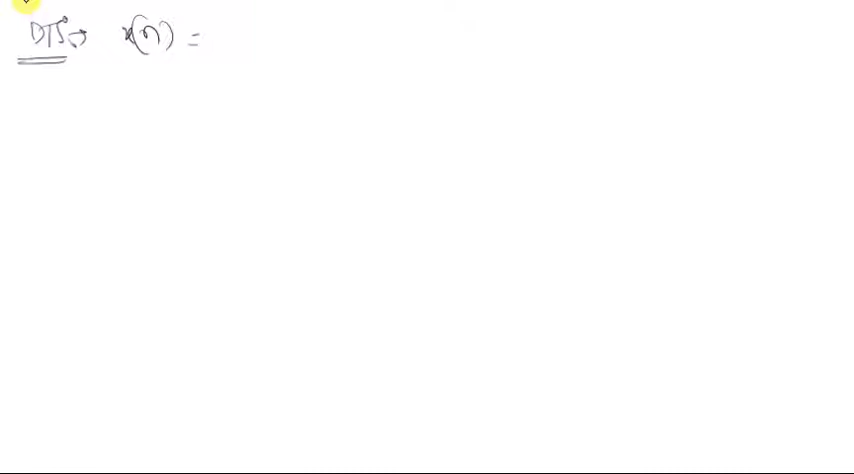 DTS→ x(n) =